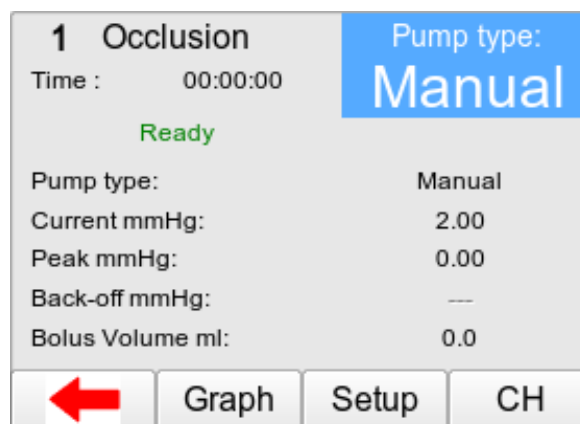 1 Occlusion
Pump type:
Manual
Time : 00:00:00
Ready
Pump type: Manual
Current mmHg: 2.00
Peak mmHg: 0.00
Back-off mmHg: ---
Bolus Volume ml: 0.0
Graph Setup CH